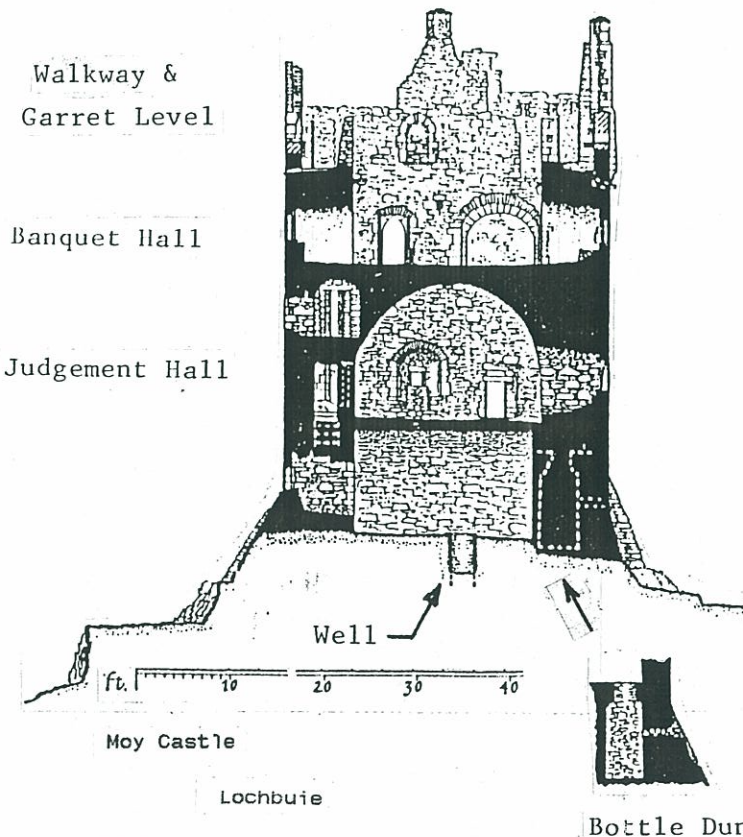 Walkway &
Garret Level
Banquet Hall
Judgement Hall
Well
ft. 10 20 30 40
Moy Castle
Lochbuie
Bottle Dun